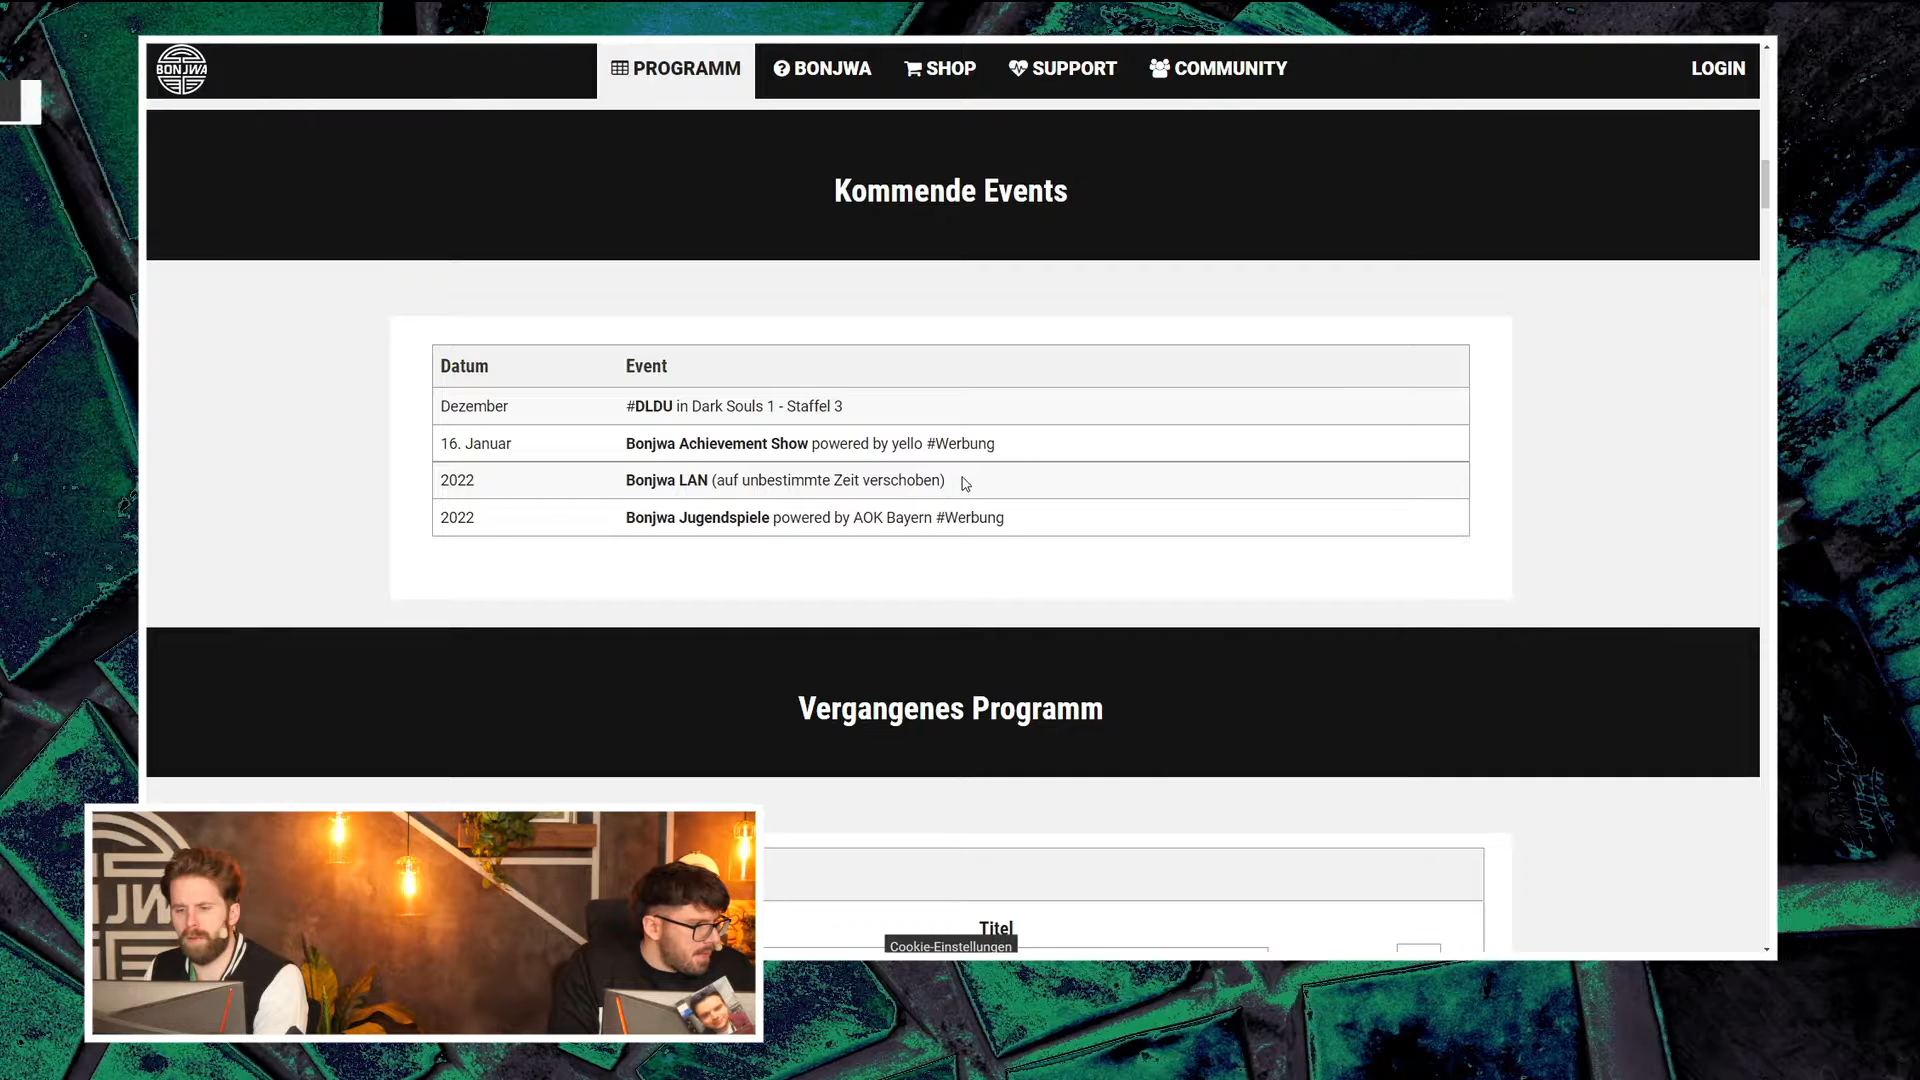 BONJWA
PROGRAMM
BONJWA
SHOP
SUPPORT
COMMUNITY
LOGIN
Kommende Events
Datum Event
Dezember #DLDU in Dark Souls 1 - Staffel 3
16. Januar Bonjwa Achievement Show powered by yello #Werbung
2022 Bonjwa LAN (auf unbestimmte Zeit verschoben)
2022 Bonjwa Jugendspiele powered by AOK Bayern #Werbung
Vergangenes Programm
Titel
Cookie-Einstellungen